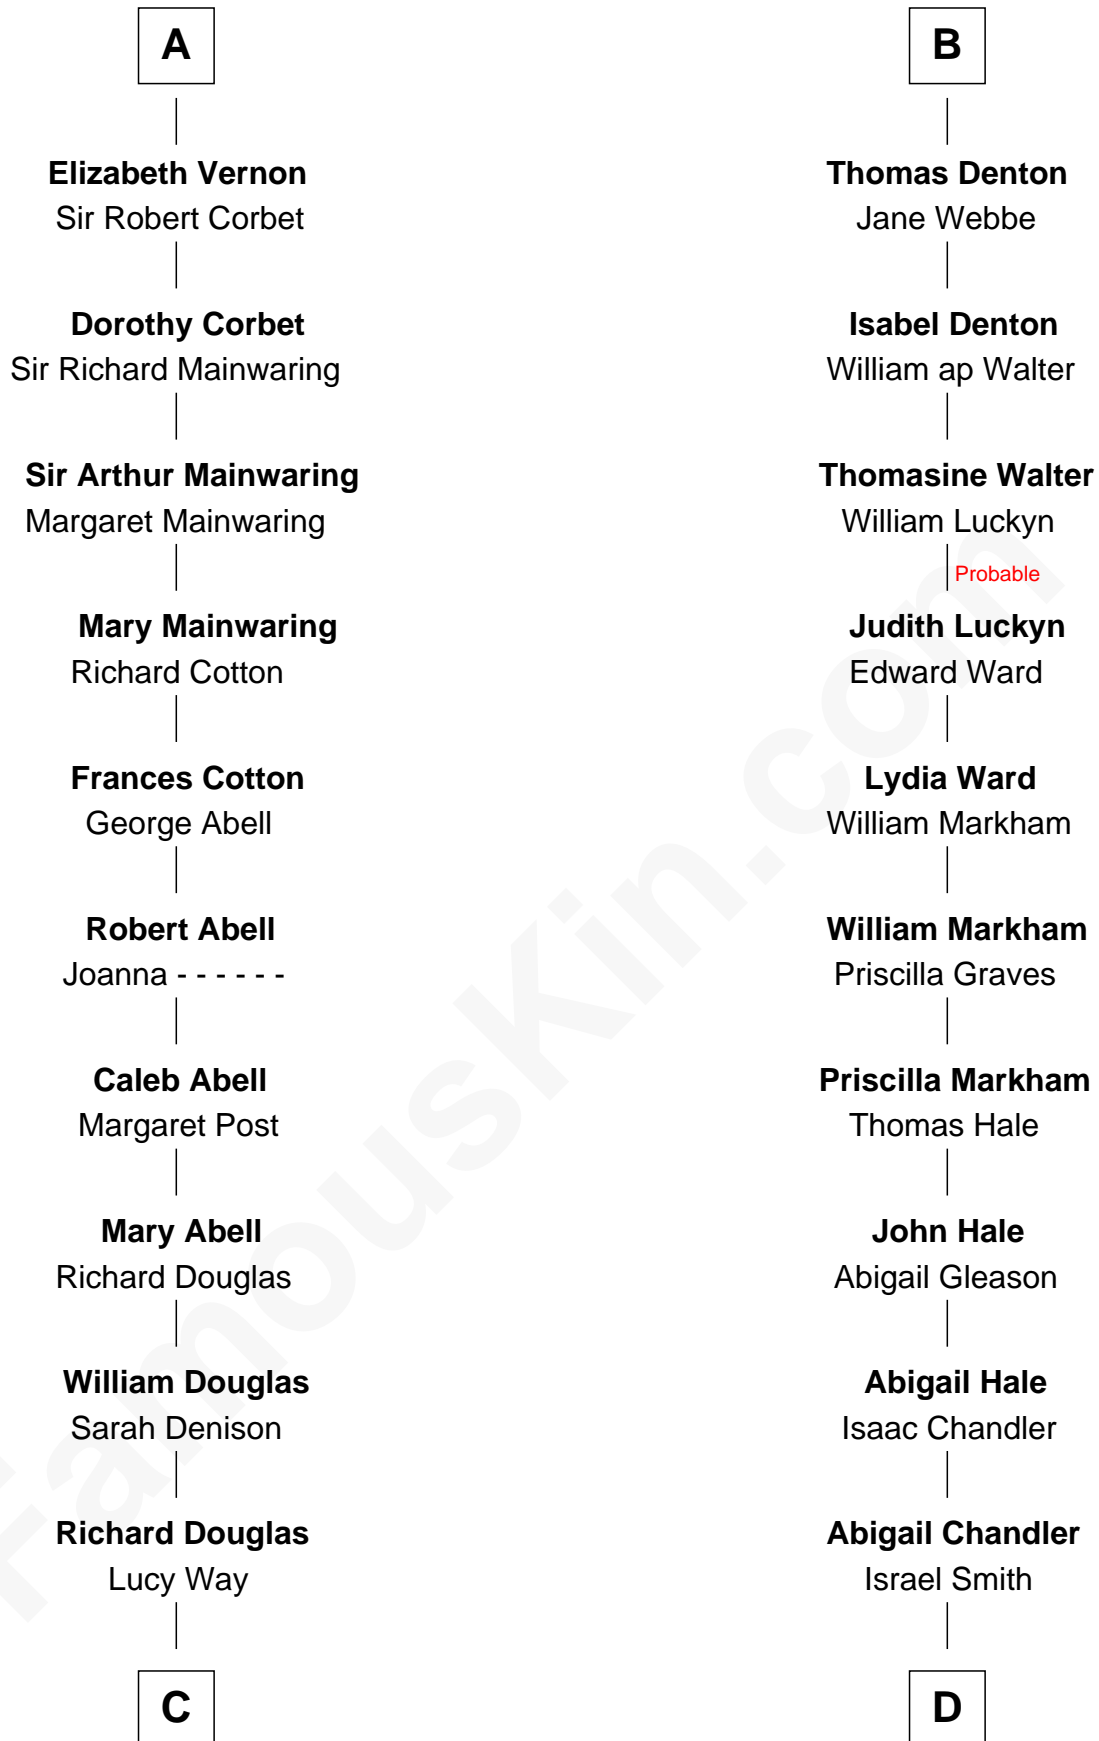 A
Elizabeth Vernon
Sir Robert Corbet
Dorothy Corbet
Sir Richard Mainwaring
Sir Arthur Mainwaring
Margaret Mainwaring
Mary Mainwaring
Richard Cotton
Frances Cotton
George Abell
Robert Abell
Joanna - - - - - -
Caleb Abell
Margaret Post
Mary Abell
Richard Douglas
William Douglas
Sarah Denison
Richard Douglas
Lucy Way
C
B
Thomas Denton
Jane Webbe
Isabel Denton
William ap Walter
Thomasine Walter
William Luckyn
Probable
Judith Luckyn
Edward Ward
Lydia Ward
William Markham
William Markham
Priscilla Graves
Priscilla Markham
Thomas Hale
John Hale
Abigail Gleason
Abigail Hale
Isaac Chandler
Abigail Chandler
Israel Smith
D
FamousKin.com